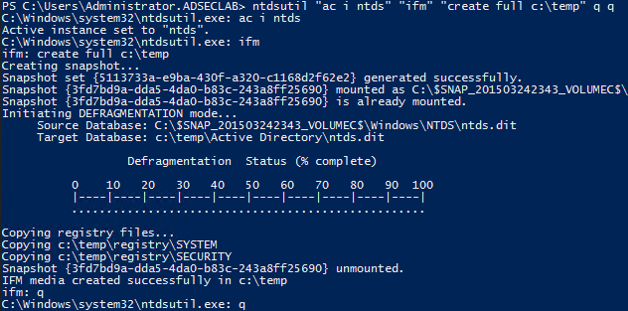 PS C:\Users\Administrator.ADSECLAB> ntdsutil "ac i ntds" "ifm" "create full c:\temp" q q
C:\Windows\system32\ntdsutil.exe: ac i ntds
Active instance set to "ntds".
C:\Windows\system32\ntdsutil.exe: ifm
ifm: create full c:\temp
Creating snapshot...
Snapshot set {5113733a-e9ba-430f-a320-c1168d2f62e2} generated successfully.
Snapshot {3fd7bd9a-dda5-4da0-b83c-243a8ff25690} mounted as C:\$SNAP_201503242343_VOLUMEC$\
Snapshot {3fd7bd9a-dda5-4da0-b83c-243a8ff25690} is already mounted.
Initiating DEFRAGMENTATION mode...
Source Database: C:\$SNAP_201503242343_VOLUMEC$\Windows\NTDS\ntds.dit
Target Database: c:\temp\Active Directory\ntds.dit
Defragmentation Status (% complete)
0 10 20 30 40 50 60 70 80 90 100
|----|----|----|----|----|----|----|----|----|----|
...................................................
Copying registry files...
Copying c:\temp\registry\SYSTEM
Copying c:\temp\registry\SECURITY
Snapshot {3fd7bd9a-dda5-4da0-b83c-243a8ff25690} unmounted.
IFM media created successfully in c:\temp
ifm: q
C:\Windows\system32\ntdsutil.exe: q